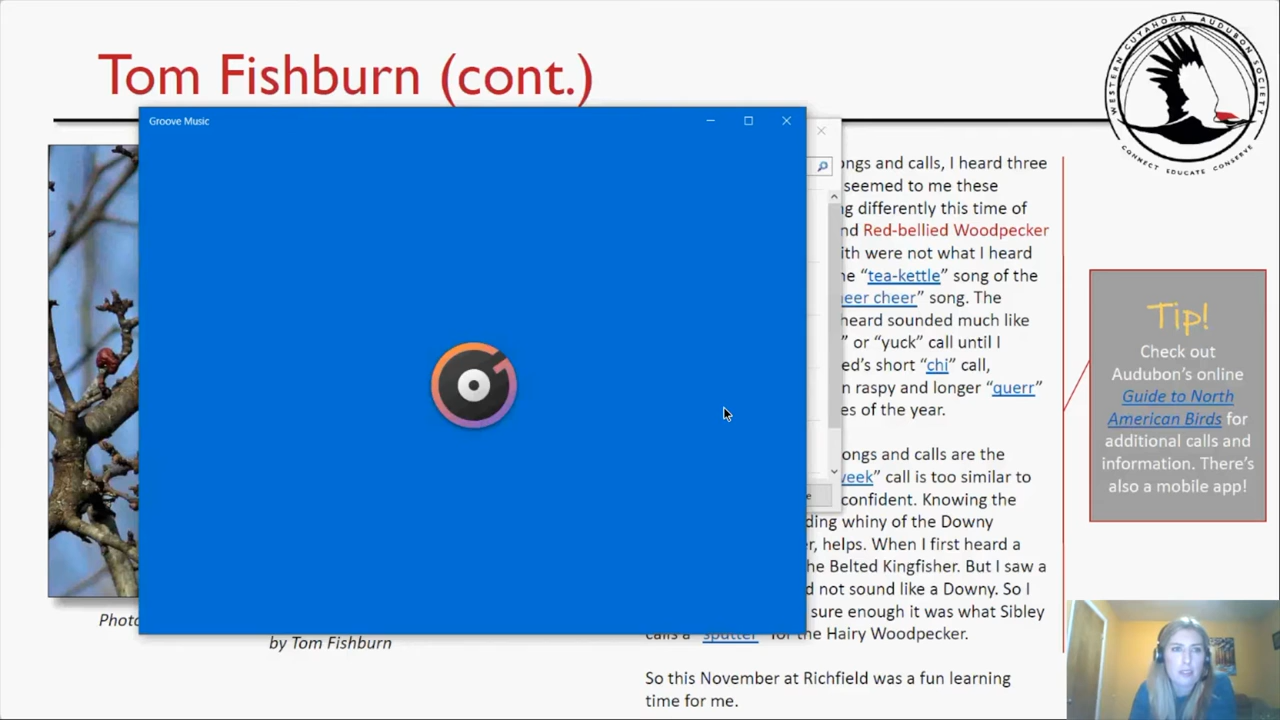 Tom Fishburn (cont.)
WESTERN CUYAHOGA AUDUBON SOCIETY
CONNECT EDUCATE CONSERVE
Groove Music
ongs and calls, I heard three
seemed to me these
ng differently this time of
nd Red-bellied Woodpecker
ith were not what I heard
ne “tea-kettle” song of the
eer cheer” song. The
heard sounded much like
” or “yuck” call until I
ed’s short “chi” call,
n raspy and longer “querr”
es of the year.
ongs and calls are the
week” call is too similar to
confident. Knowing the
ding whiny of the Downy
er, helps. When I first heard a
he Belted Kingfisher. But I saw a
d not sound like a Downy. So I
sure enough it was what Sibley
calls a “sputter” for the Hairy Woodpecker.
So this November at Richfield was a fun learning
time for me.
Tip!
Check out
Audubon’s online
Guide to North
American Birds for
additional calls and
information. There’s
also a mobile app!
Photo
by Tom Fishburn